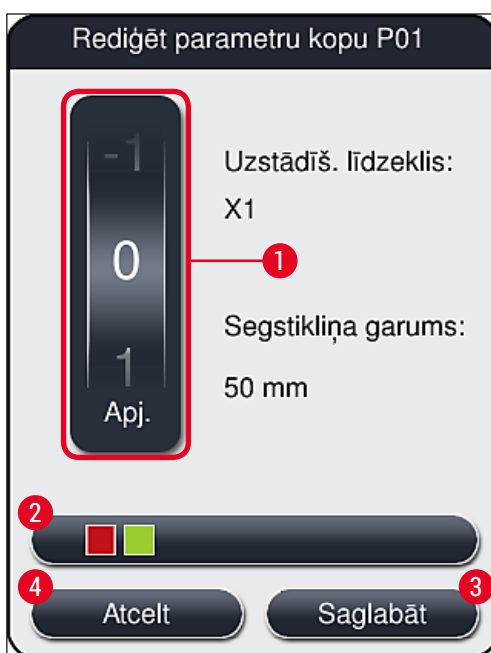 Rediģēt parametru kopu P01
-1
0
1
Apj.
1
Uzstādīš. līdzeklis:
X1
Segstikliņa garums:
50 mm
2
4
Atcelt
3
Saglabāt